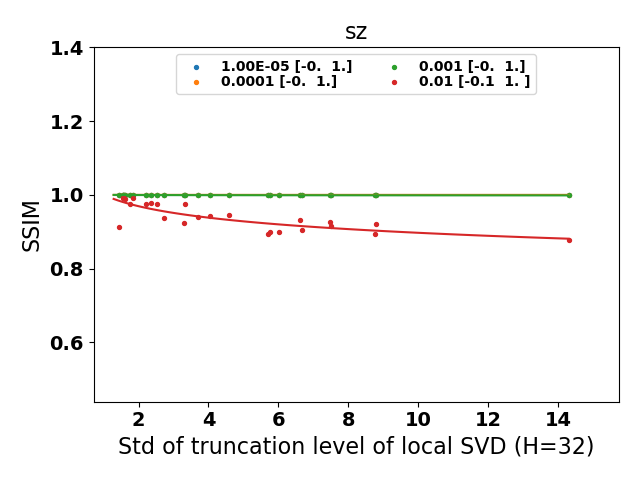 sz
1.00E-05 [-0.  1.]
0.0001 [-0.  1.]
0.001 [-0.  1.]
0.01 [-0.1  1. ]
SSIM
1.4
1.2
1.0
0.8
0.6
2 4 6 8 10 12 14
Std of truncation level of local SVD (H=32)